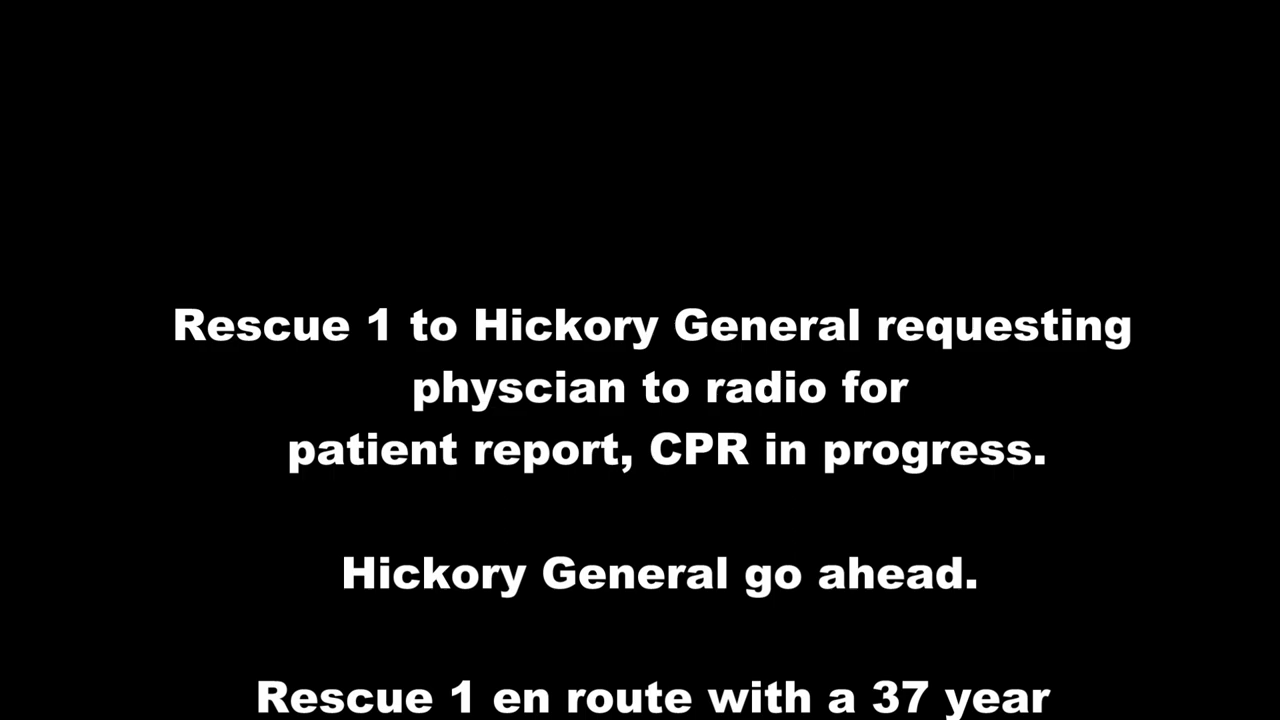 Rescue 1 to Hickory General requesting
physcian to radio for
patient report, CPR in progress.
Hickory General go ahead.
Rescue 1 en route with a 37 year